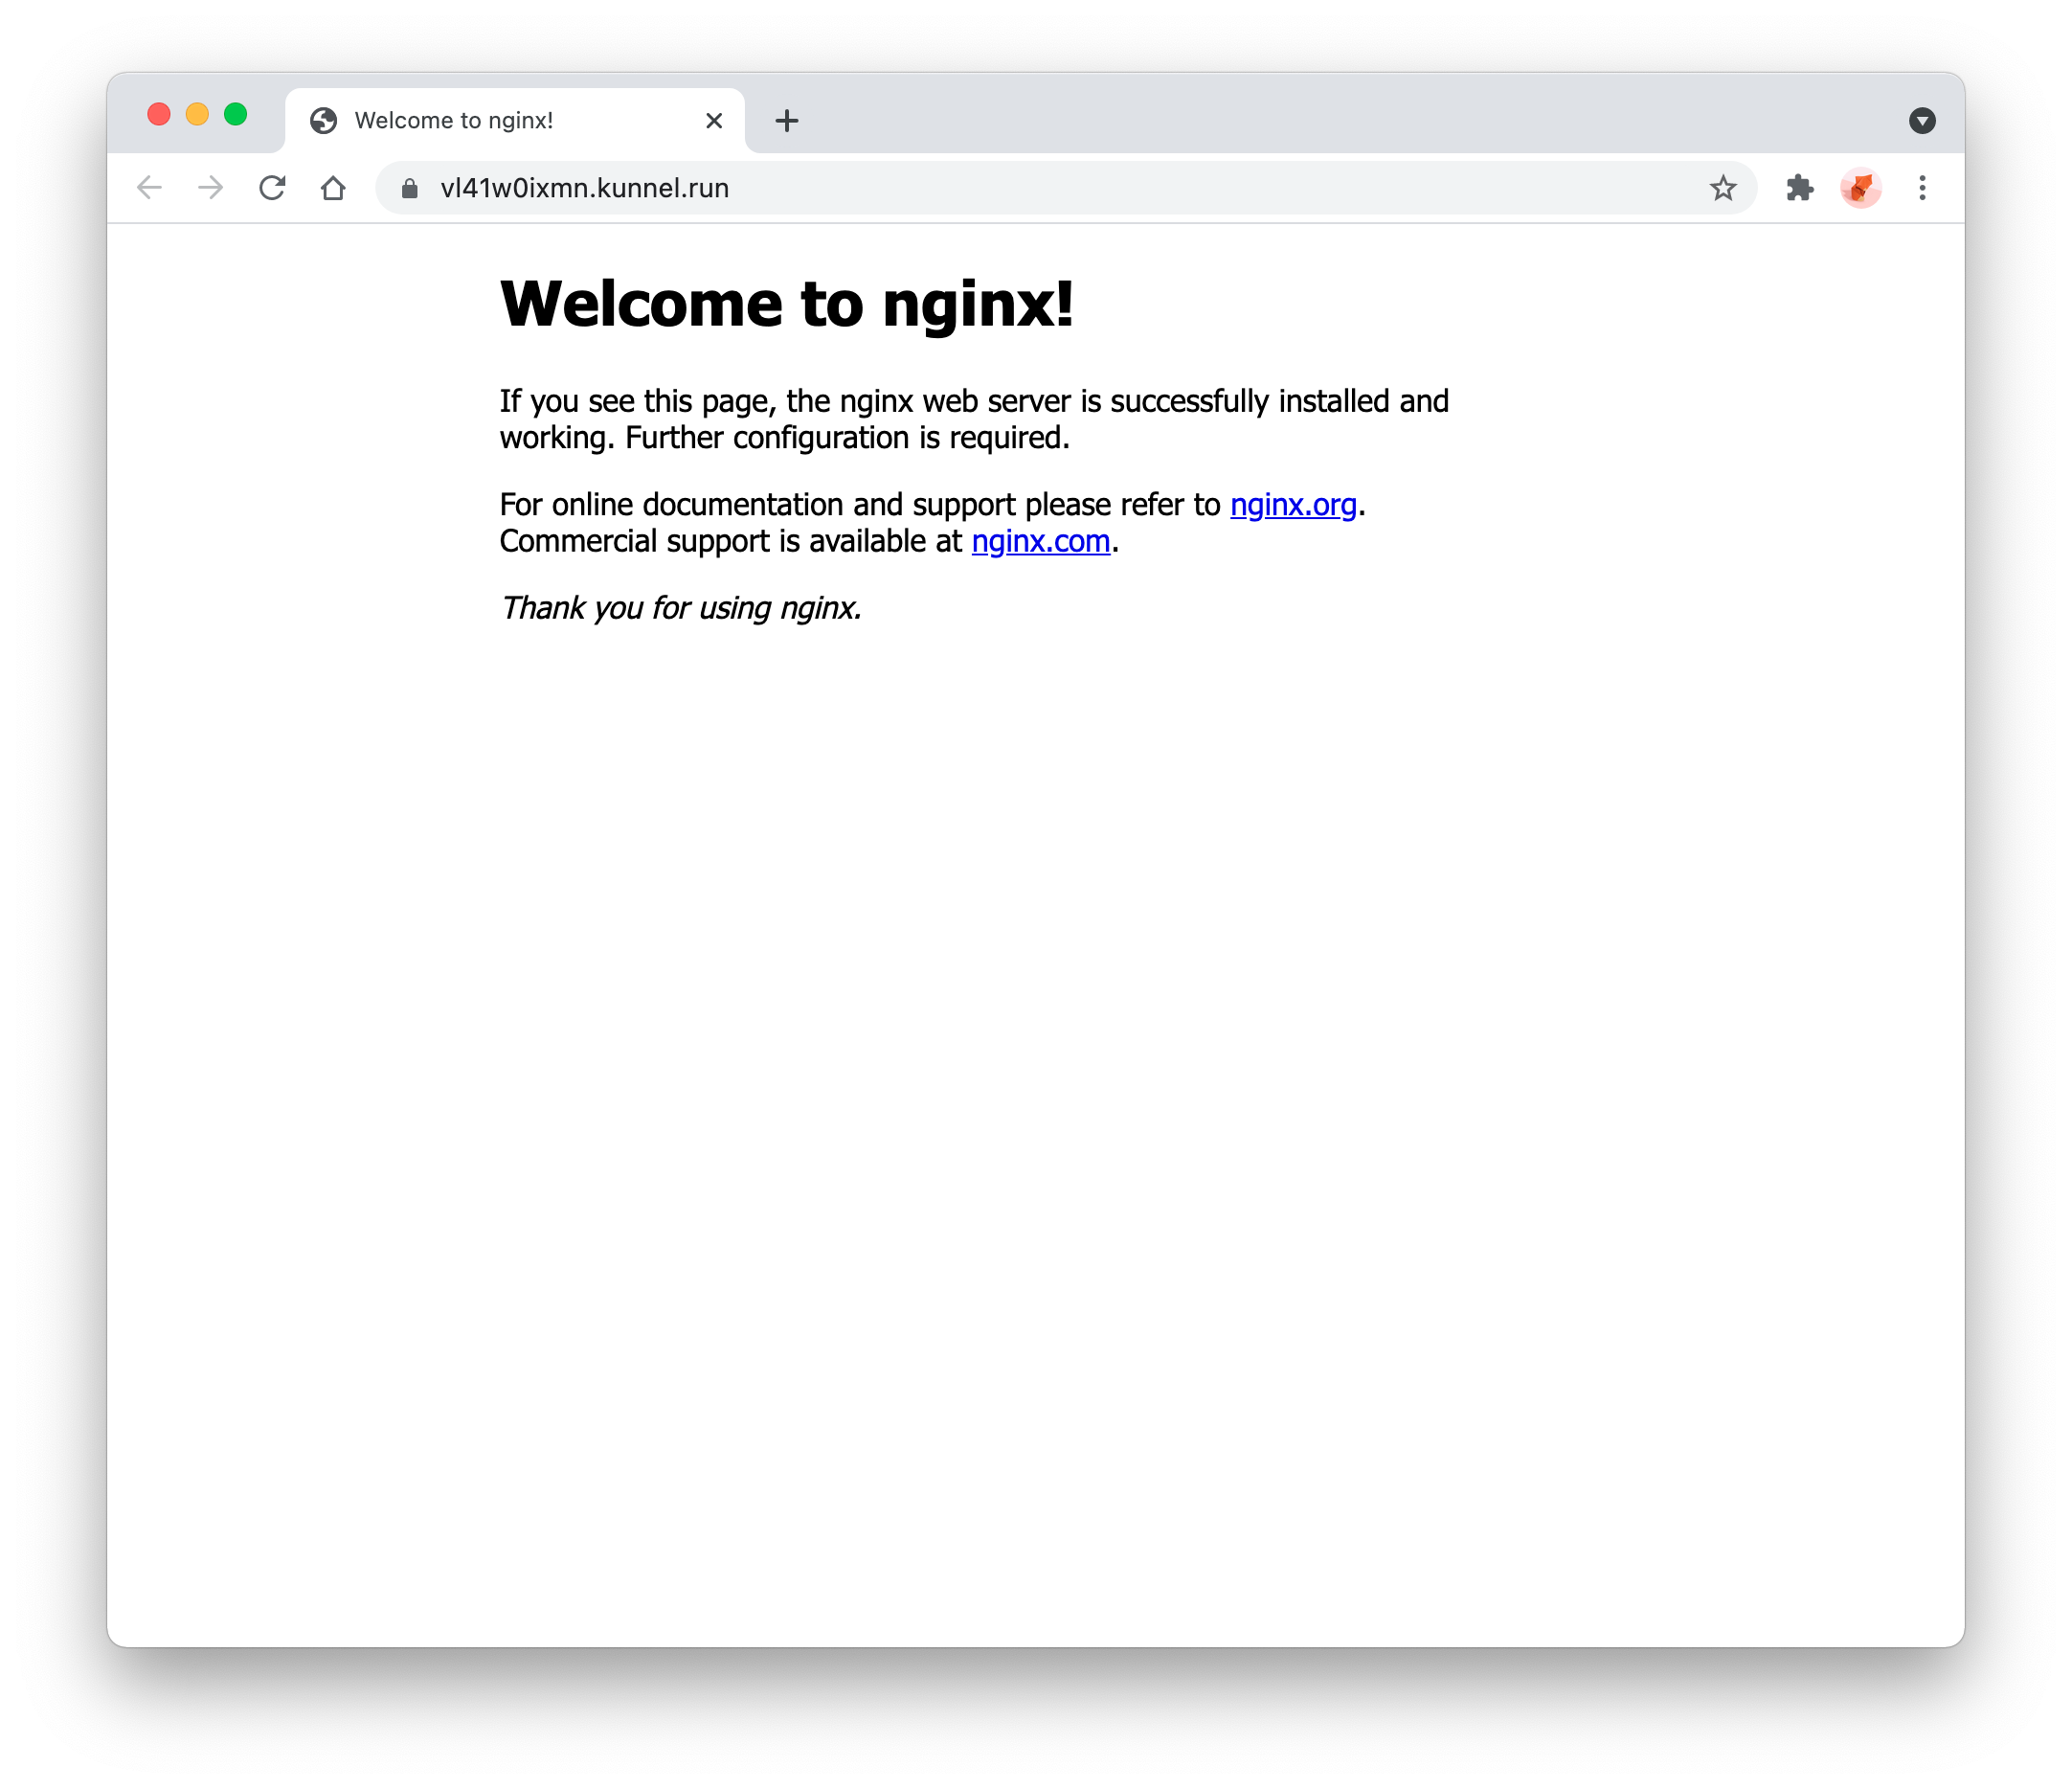 Welcome to nginx!
vl41w0ixmn.kunnel.run
Welcome to nginx!
If you see this page, the nginx web server is successfully installed and
working. Further configuration is required.
For online documentation and support please refer to nginx.org.
Commercial support is available at nginx.com.
Thank you for using nginx.